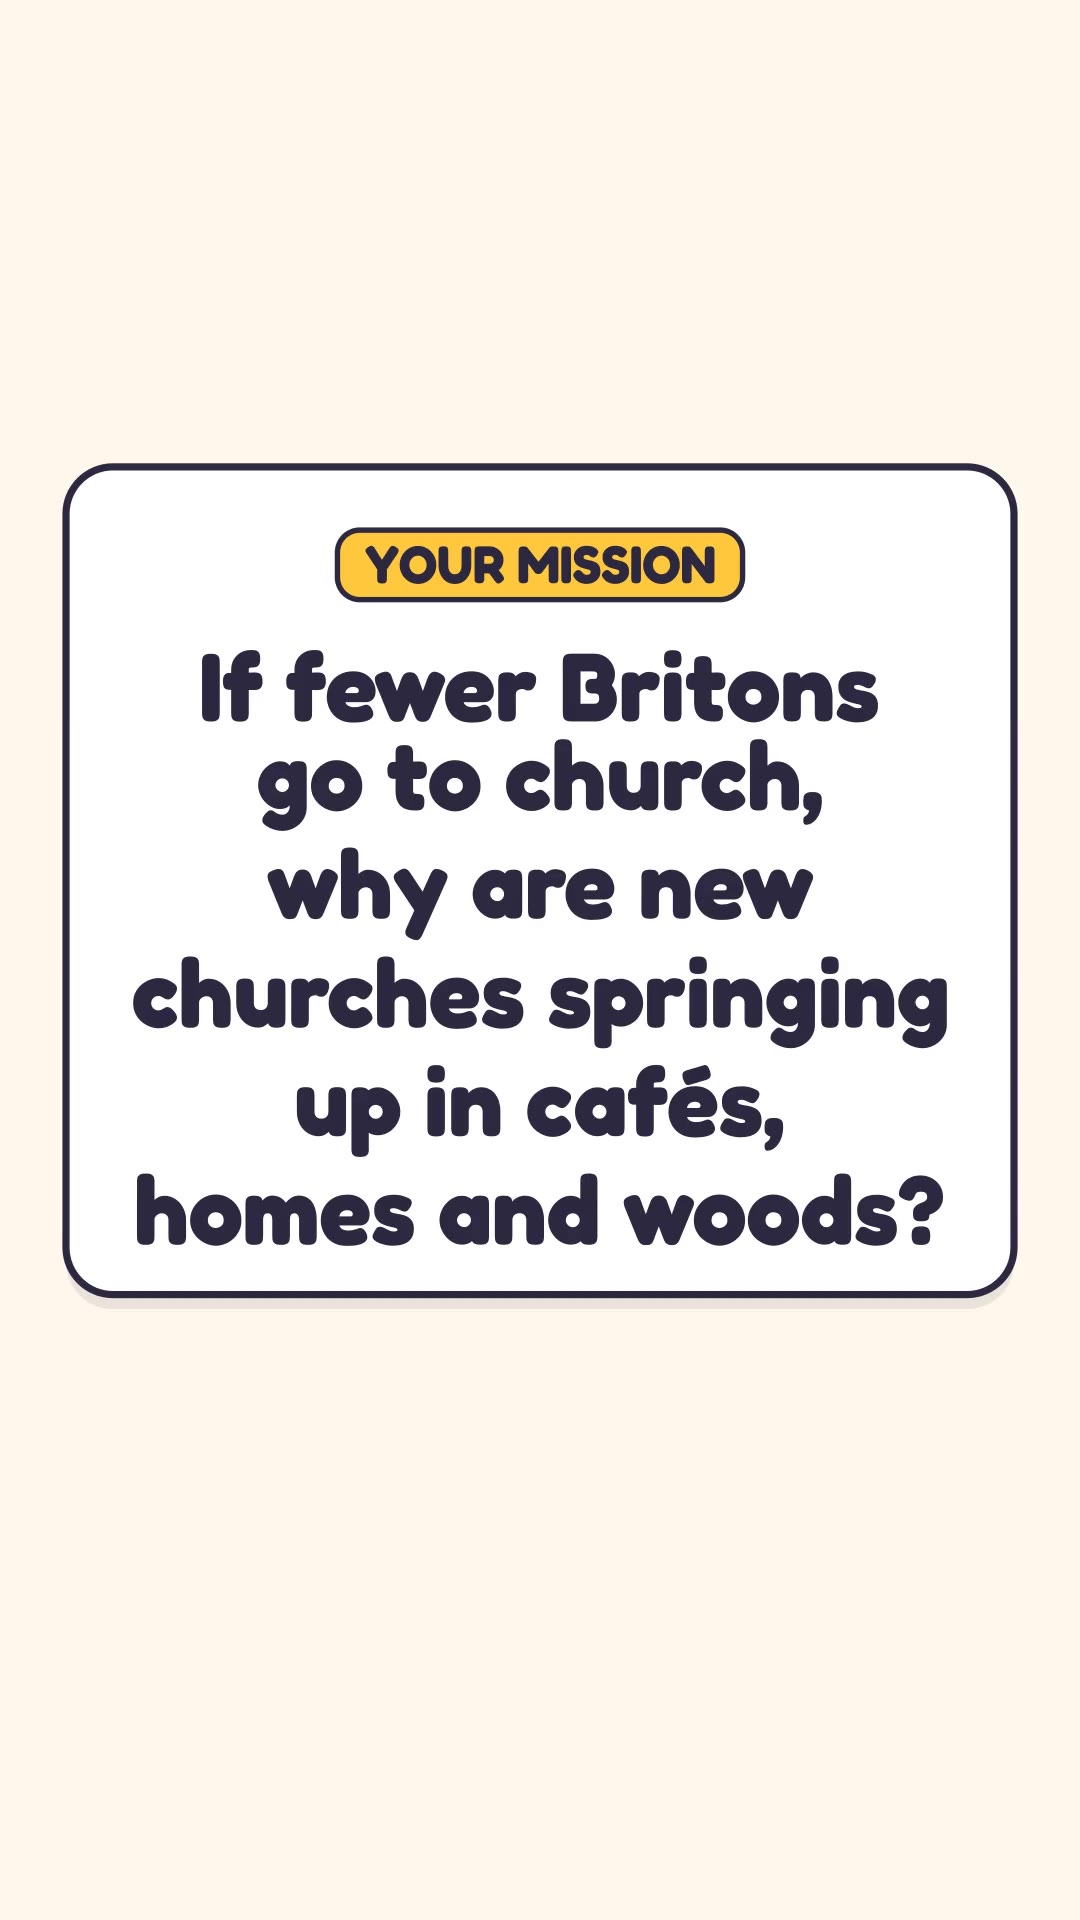 YOUR MISSION
If fewer Britons
go to church,
why are new
churches springing
up in cafés,
homes and woods?